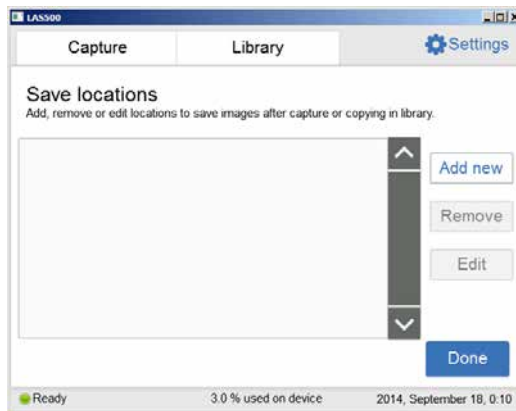 LAS500
Capture
Library
Settings
Save locations
Add, remove or edit locations to save images after capture or copying in library.
Add new
Remove
Edit
Done
Ready
3.0 % used on device
2014, September 18, 0:10